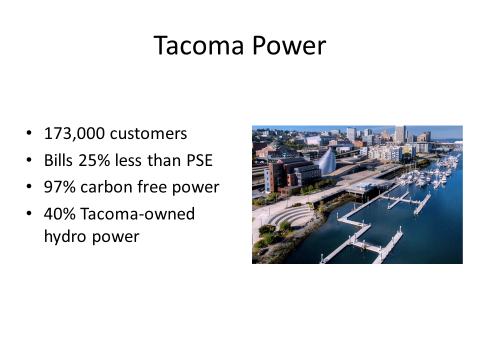 Tacoma Power
• 173,000 customers
• Bills 25% less than PSE
• 97% carbon free power
• 40% Tacoma-owned
hydro power